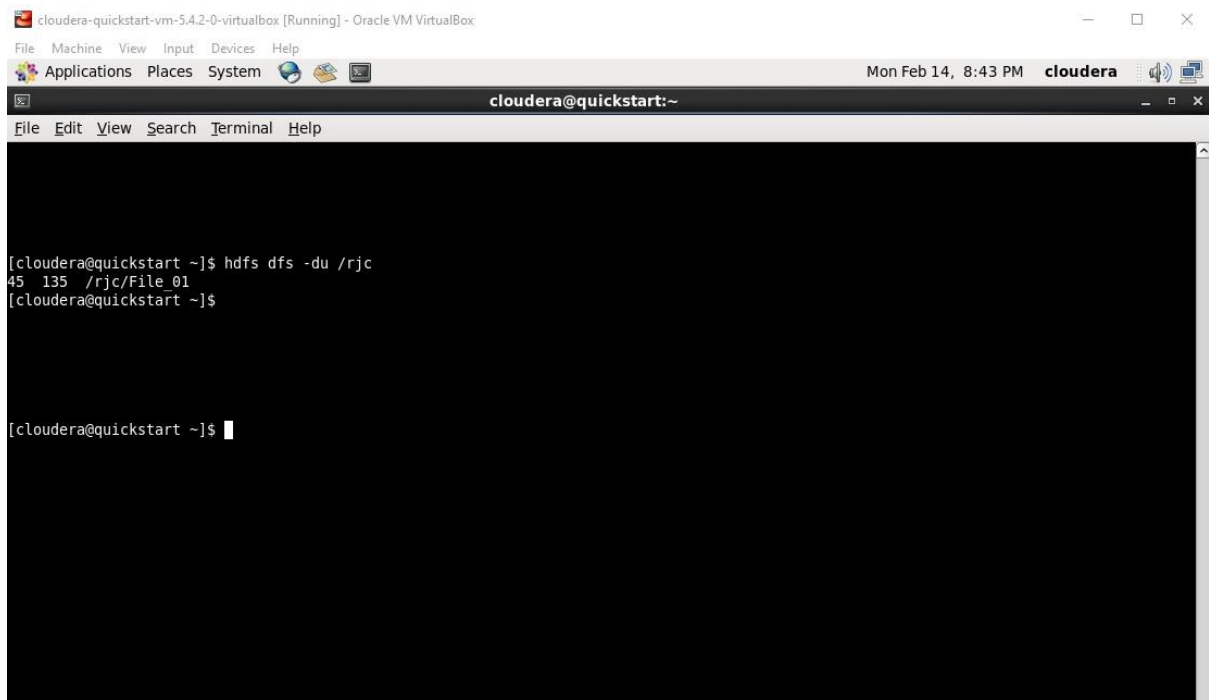 cloudera-quickstart-vm-5.4.2-0-virtualbox [Running] - Oracle VM VirtualBox
File Machine View Input Devices Help
Applications Places System Mon Feb 14, 8:43 PM cloudera
cloudera@quickstart:~
File Edit View Search Terminal Help
[cloudera@quickstart ~]$ hdfs dfs -du /rjc
45 135 /rjc/File_01
[cloudera@quickstart ~]$
[cloudera@quickstart ~]$